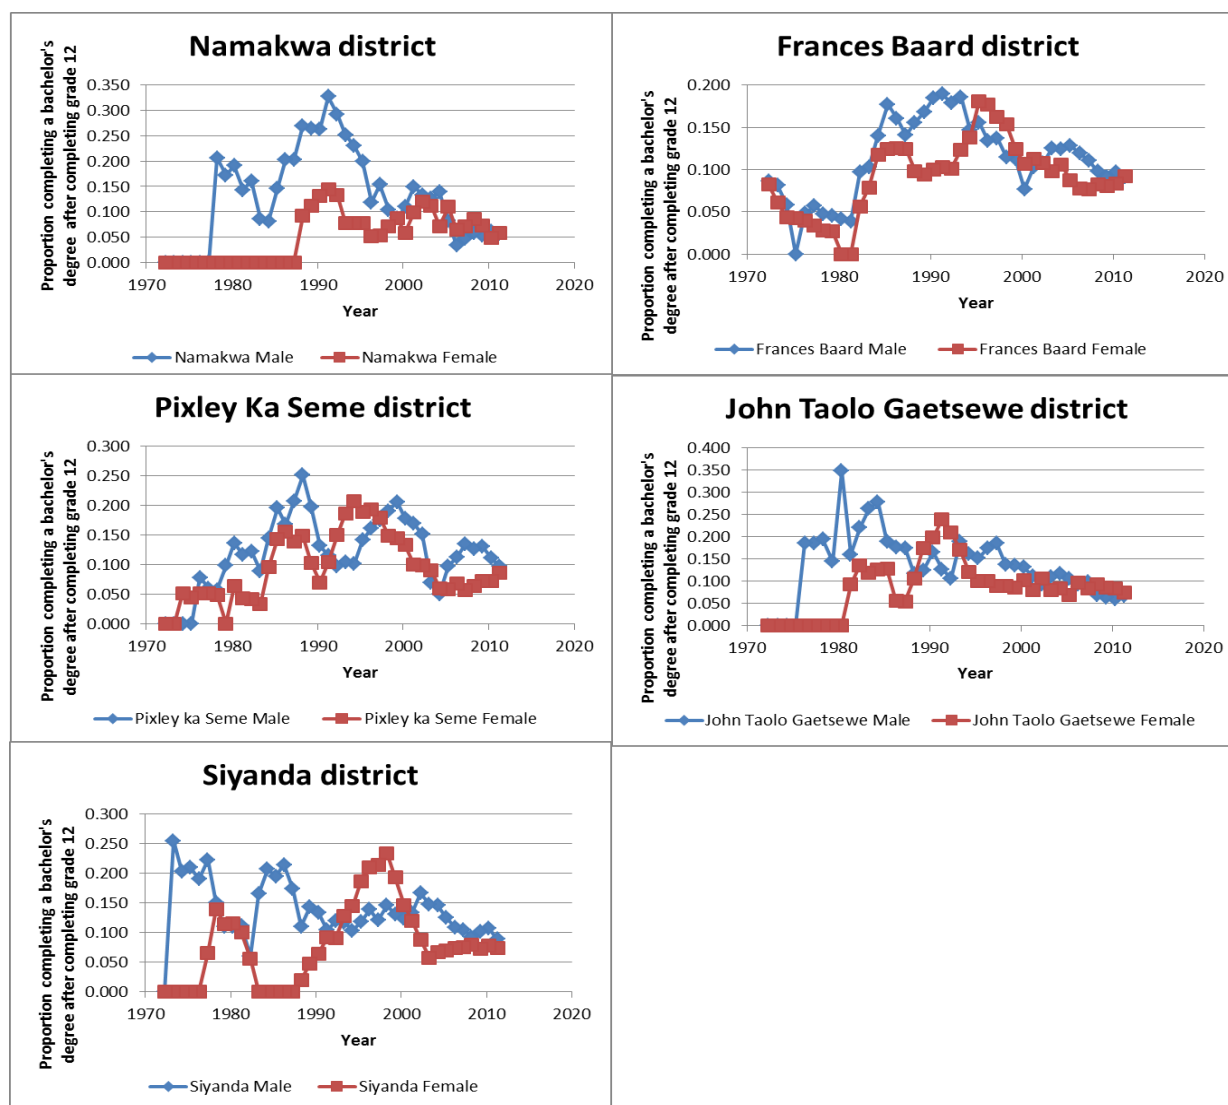 Namakwa district
Proportion completing a bachelor's
degree after completing grade 12
0.350
0.300
0.250
0.200
0.150
0.100
0.050
0.000
1970 1980 1990 2000 2010 2020
Year
Namakwa Male Namakwa Female
Frances Baard district
Proportion completing a bachelor's
degree after completing grade 12
0.200
0.150
0.100
0.050
0.000
1970 1980 1990 2000 2010 2020
Year
Frances Baard Male Frances Baard Female
Pixley Ka Seme district
Proportion completing a bachelor's
degree after completing grade 12
0.300
0.250
0.200
0.150
0.100
0.050
0.000
1970 1980 1990 2000 2010 2020
Year
Pixley ka Seme Male Pixley ka Seme Female
John Taolo Gaetsewe district
Proportion completing a bachelor's
degree after completing grade 12
0.400
0.350
0.300
0.250
0.200
0.150
0.100
0.050
0.000
1970 1980 1990 2000 2010 2020
Year
John Taolo Gaetsewe Male John Taolo Gaetsewe Female
Siyanda district
Proportion completing a bachelor's
degree after completing grade 12
0.300
0.250
0.200
0.150
0.100
0.050
0.000
1970 1980 1990 2000 2010 2020
Year
Siyanda Male Siyanda Female